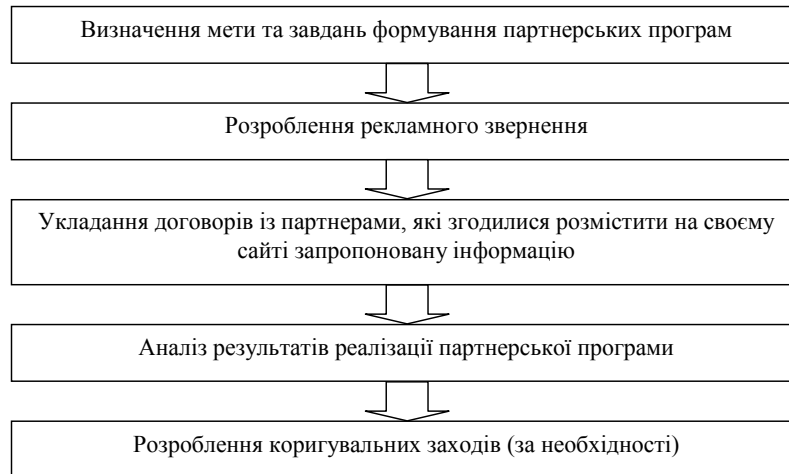 Визначення мети та завдань формування партнерських програм
Розроблення рекламного звернення
Укладання договорів із партнерами, які згодилися розмістити на своєму
сайті запропоновану інформацію
Аналіз результатів реалізації партнерської програми
Розроблення коригувальних заходів (за необхідності)